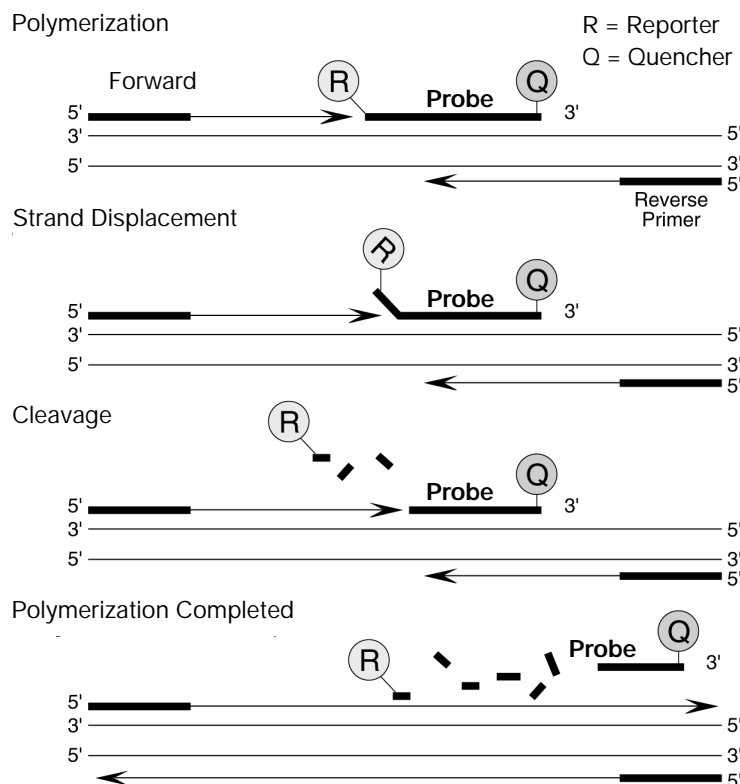 Polymerization
R = Reporter
Q = Quencher
Forward
R
Probe
Q
5'
3'
3'
5'
5'
3'
5'
Reverse
Primer
Strand Displacement
R
Probe
Q
5'
3'
3'
5'
5'
3'
5'
Cleavage
R
Probe
Q
5'
3'
3'
5'
5'
3'
5'
Polymerization Completed
R
Probe
Q
3'
5'
3'
5'
5'
3'
5'